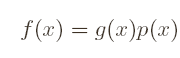 f(x) = g(x)p(x)